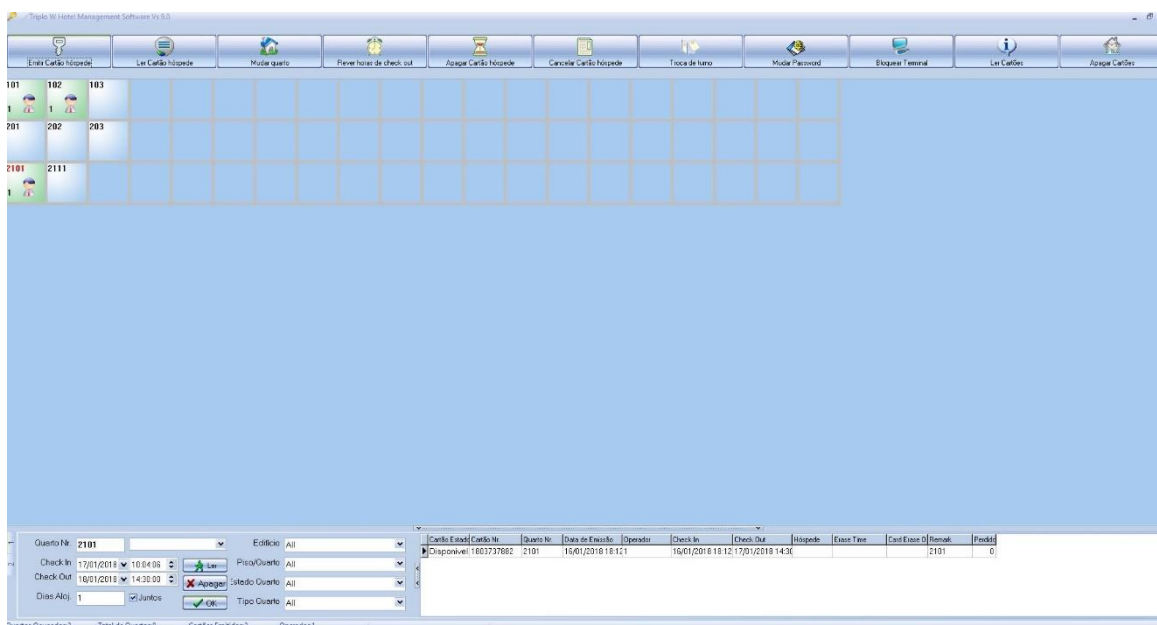 Triplo W Hotel Management Software Vs.9.0
Emitir Cartão hóspede Ler Cartão hóspede Mudar quarto Rever horas de check out Apagar Cartão hóspede Cancelar Cartão hóspede Troca de turno Mudar Password Bloquear Terminal Ler Cartões Apagar Cartões
101 102 103
1 1
201 202 203
2101 2111
1
Quarto Nr. 2101 Edifício All
Check In 17/01/2018 10:04:06 Ler Piso/Quarto All
Check Out 18/01/2018 14:30:00 Apagar Estado Quarto All
Dias Aloj. 1 Juntos OK Tipo Quarto All
Cartão Estado Cartão Nr. Quarto Nr. Data de Emissão Operador Check In Check Out Hóspede Erase Time Card Erase O Remark Pedido
Disponivel 1803737882 2101 16/01/2018 18:12 1 16/01/2018 18:12 17/01/2018 14:30 2101 0